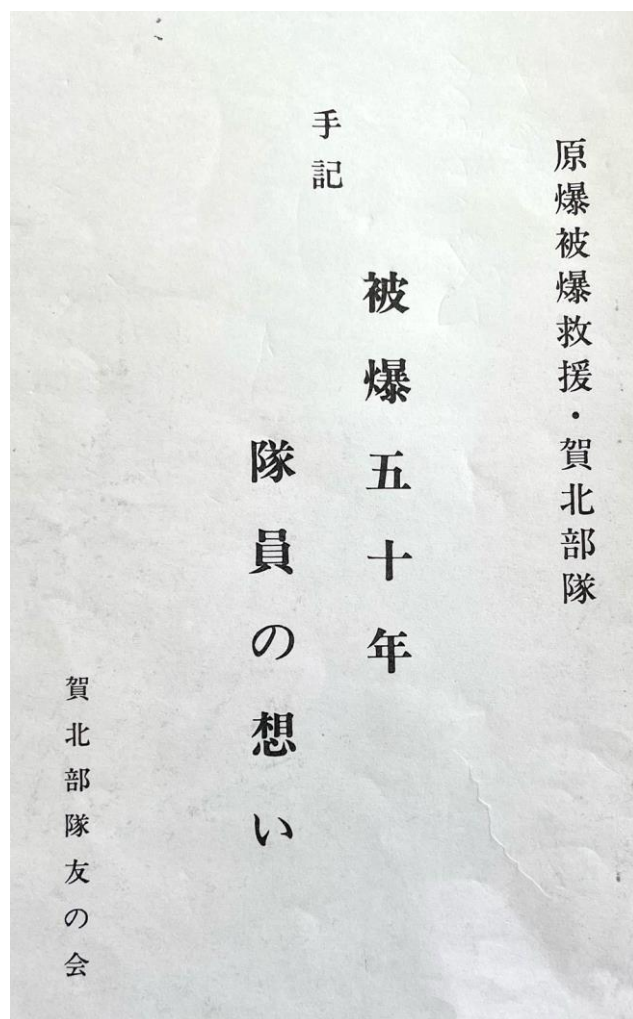 原爆被爆救援・賀北部隊
被爆五十年
手記
隊員の想い
賀北部隊友の会